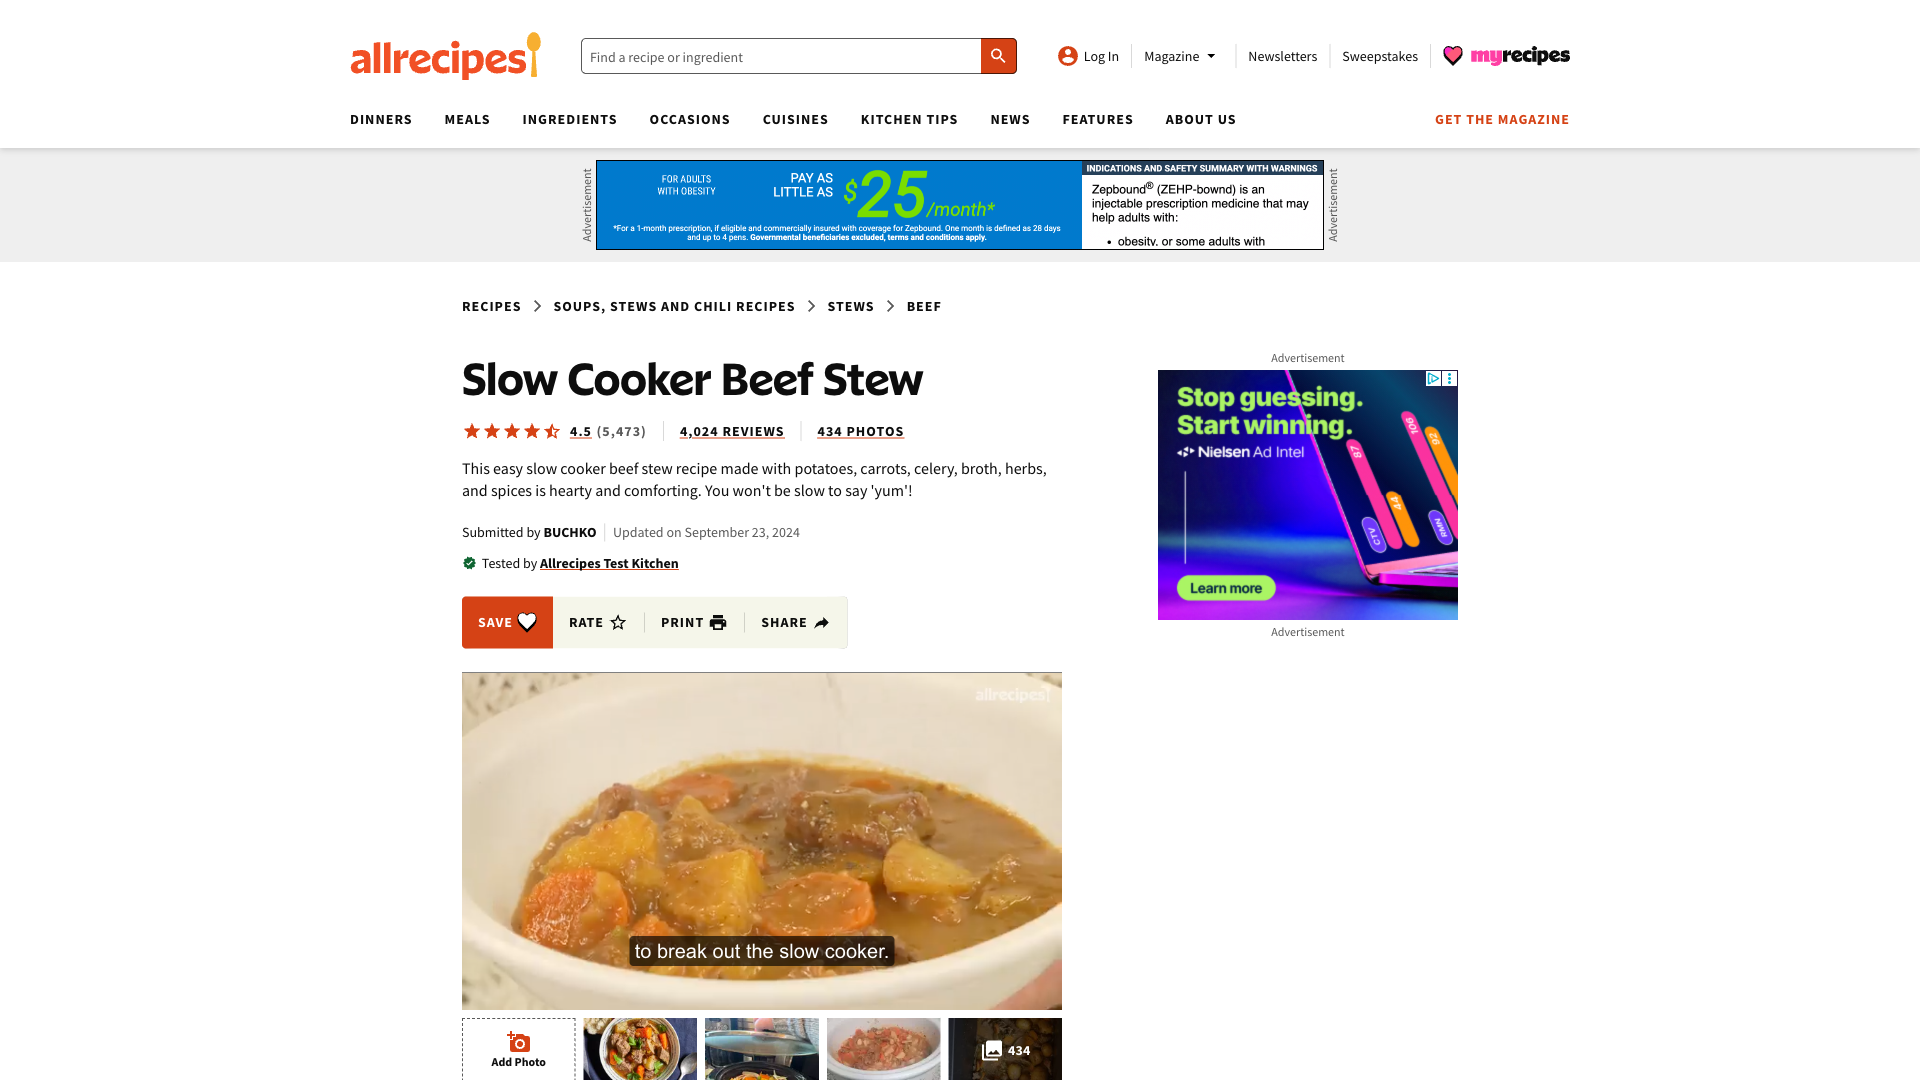 allrecipes
Find a recipe or ingredient
Log In
Magazine
Newsletters
Sweepstakes
myrecipes
DINNERS
MEALS
INGREDIENTS
OCCASIONS
CUISINES
KITCHEN TIPS
NEWS
FEATURES
ABOUT US
GET THE MAGAZINE
Advertisement
FOR ADULTS
WITH OBESITY
PAY AS
LITTLE AS
$25/month*
*For a 1-month prescription, if eligible and commercially insured with coverage for Zepbound. One month is defined as 28 days
and up to 4 pens. Governmental beneficiaries excluded, terms and conditions apply.
INDICATIONS AND SAFETY SUMMARY WITH WARNINGS
Zepbound® (ZEHP-bownd) is an
injectable prescription medicine that may
help adults with:
• obesity, or some adults with
Advertisement
RECIPES > SOUPS, STEWS AND CHILI RECIPES > STEWS > BEEF
Slow Cooker Beef Stew
4.5 (5,473)
4,024 REVIEWS
434 PHOTOS
This easy slow cooker beef stew recipe made with potatoes, carrots, celery, broth, herbs,
and spices is hearty and comforting. You won't be slow to say 'yum'!
Submitted by BUCHKO
Updated on September 23, 2024
Tested by Allrecipes Test Kitchen
SAVE
RATE
PRINT
SHARE
allrecipes
to break out the slow cooker.
Add Photo
434
Advertisement
Stop guessing.
Start winning.
Nielsen Ad Intel
87
106
92
44
CTV
RMN
Learn more
Advertisement